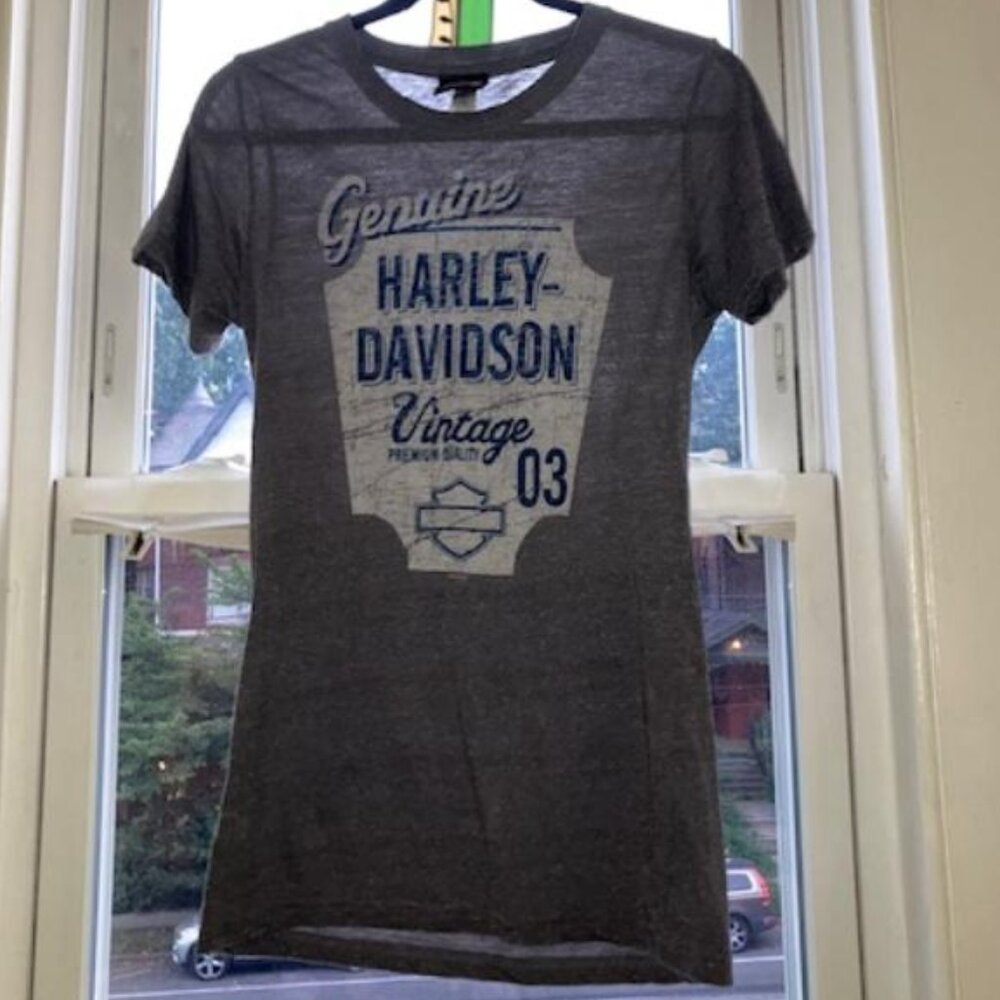 Genuine
HARLEY-
DAVIDSON
Vintage
PREMIUM QUALITY
03